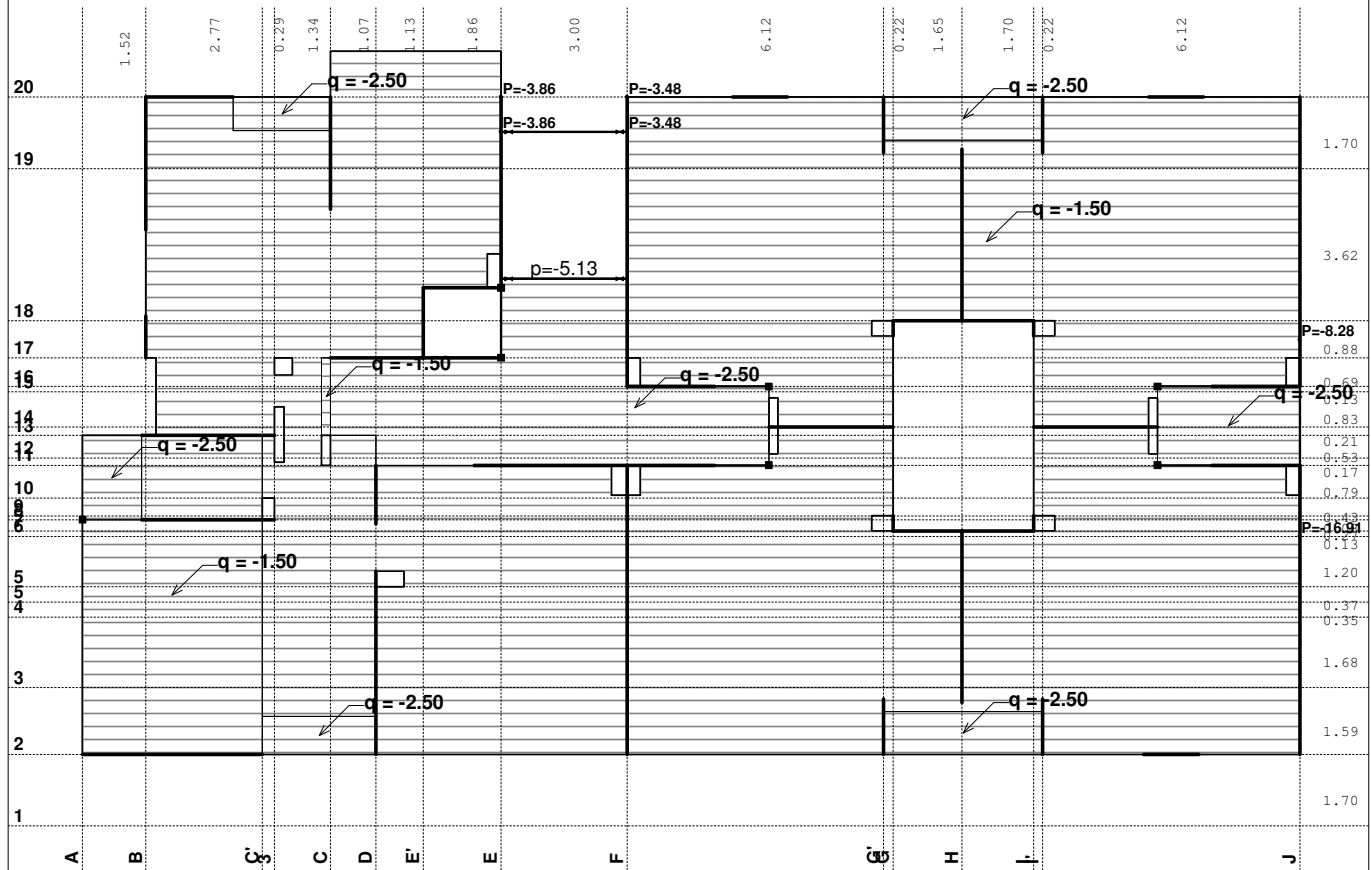 1.52
2.77
0.29
1.34
1.07
1.13
1.86
3.00
6.12
0.22
1.65
1.70
0.22
6.12
20
q = -2.50
P=-3.86
P=-3.48
q = -2.50
P=-3.86
P=-3.48
1.70
19
q = -1.50
3.62
p=-5.13
18
P=-8.28
17
0.88
q = -1.50
16
q = -2.50
15
0.69
q = -2.50
0.13
14
0.83
13
0.21
q = -2.50
12
0.53
11
0.17
10
0.79
9
0.43
6
P=-16.91
0.13
q = -1.50
5
1.20
5
4
0.37
0.35
3
1.68
q = -2.50
q = -2.50
2
1.59
1
1.70
A
B
C'
C
D
E'
E
F
G'
H
J